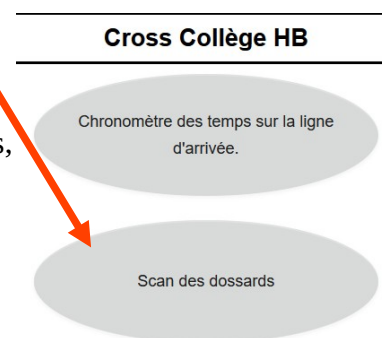 Cross Collège HB
Chronomètre des temps sur la ligne
d'arrivée.
s,
Scan des dossards